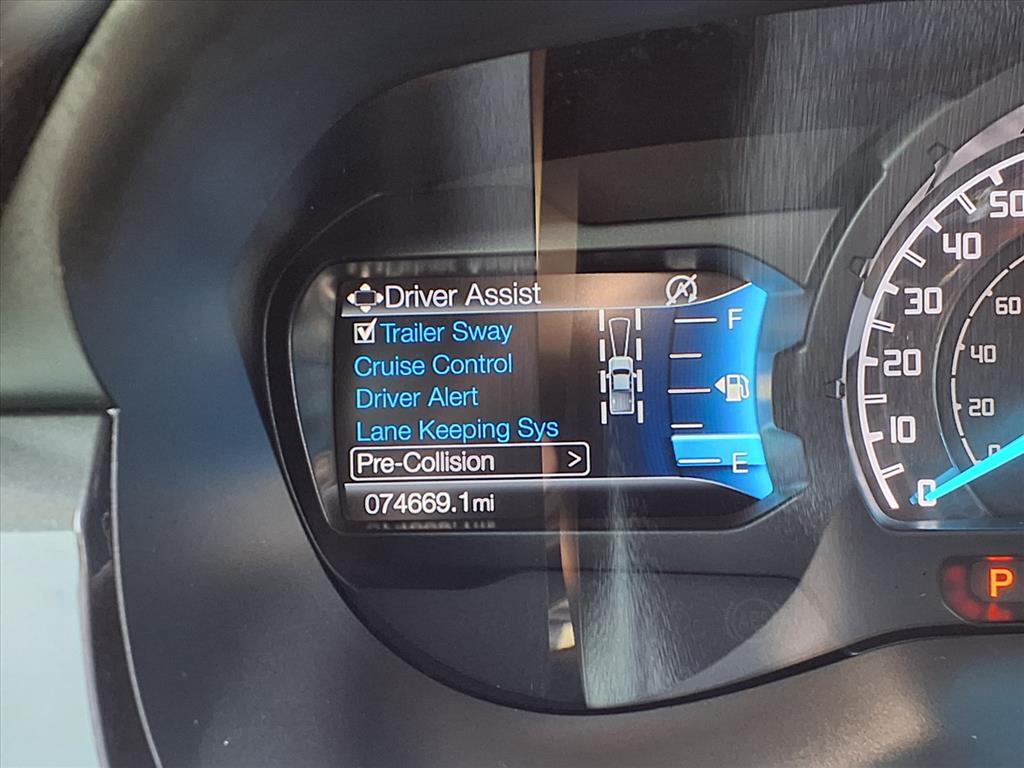 Driver Assist
Trailer Sway
Cruise Control
Driver Alert
Lane Keeping Sys
Pre-Collision >
074669.1mi
A
F
E
50
40
30
20
10
0
60
40
20
0
P